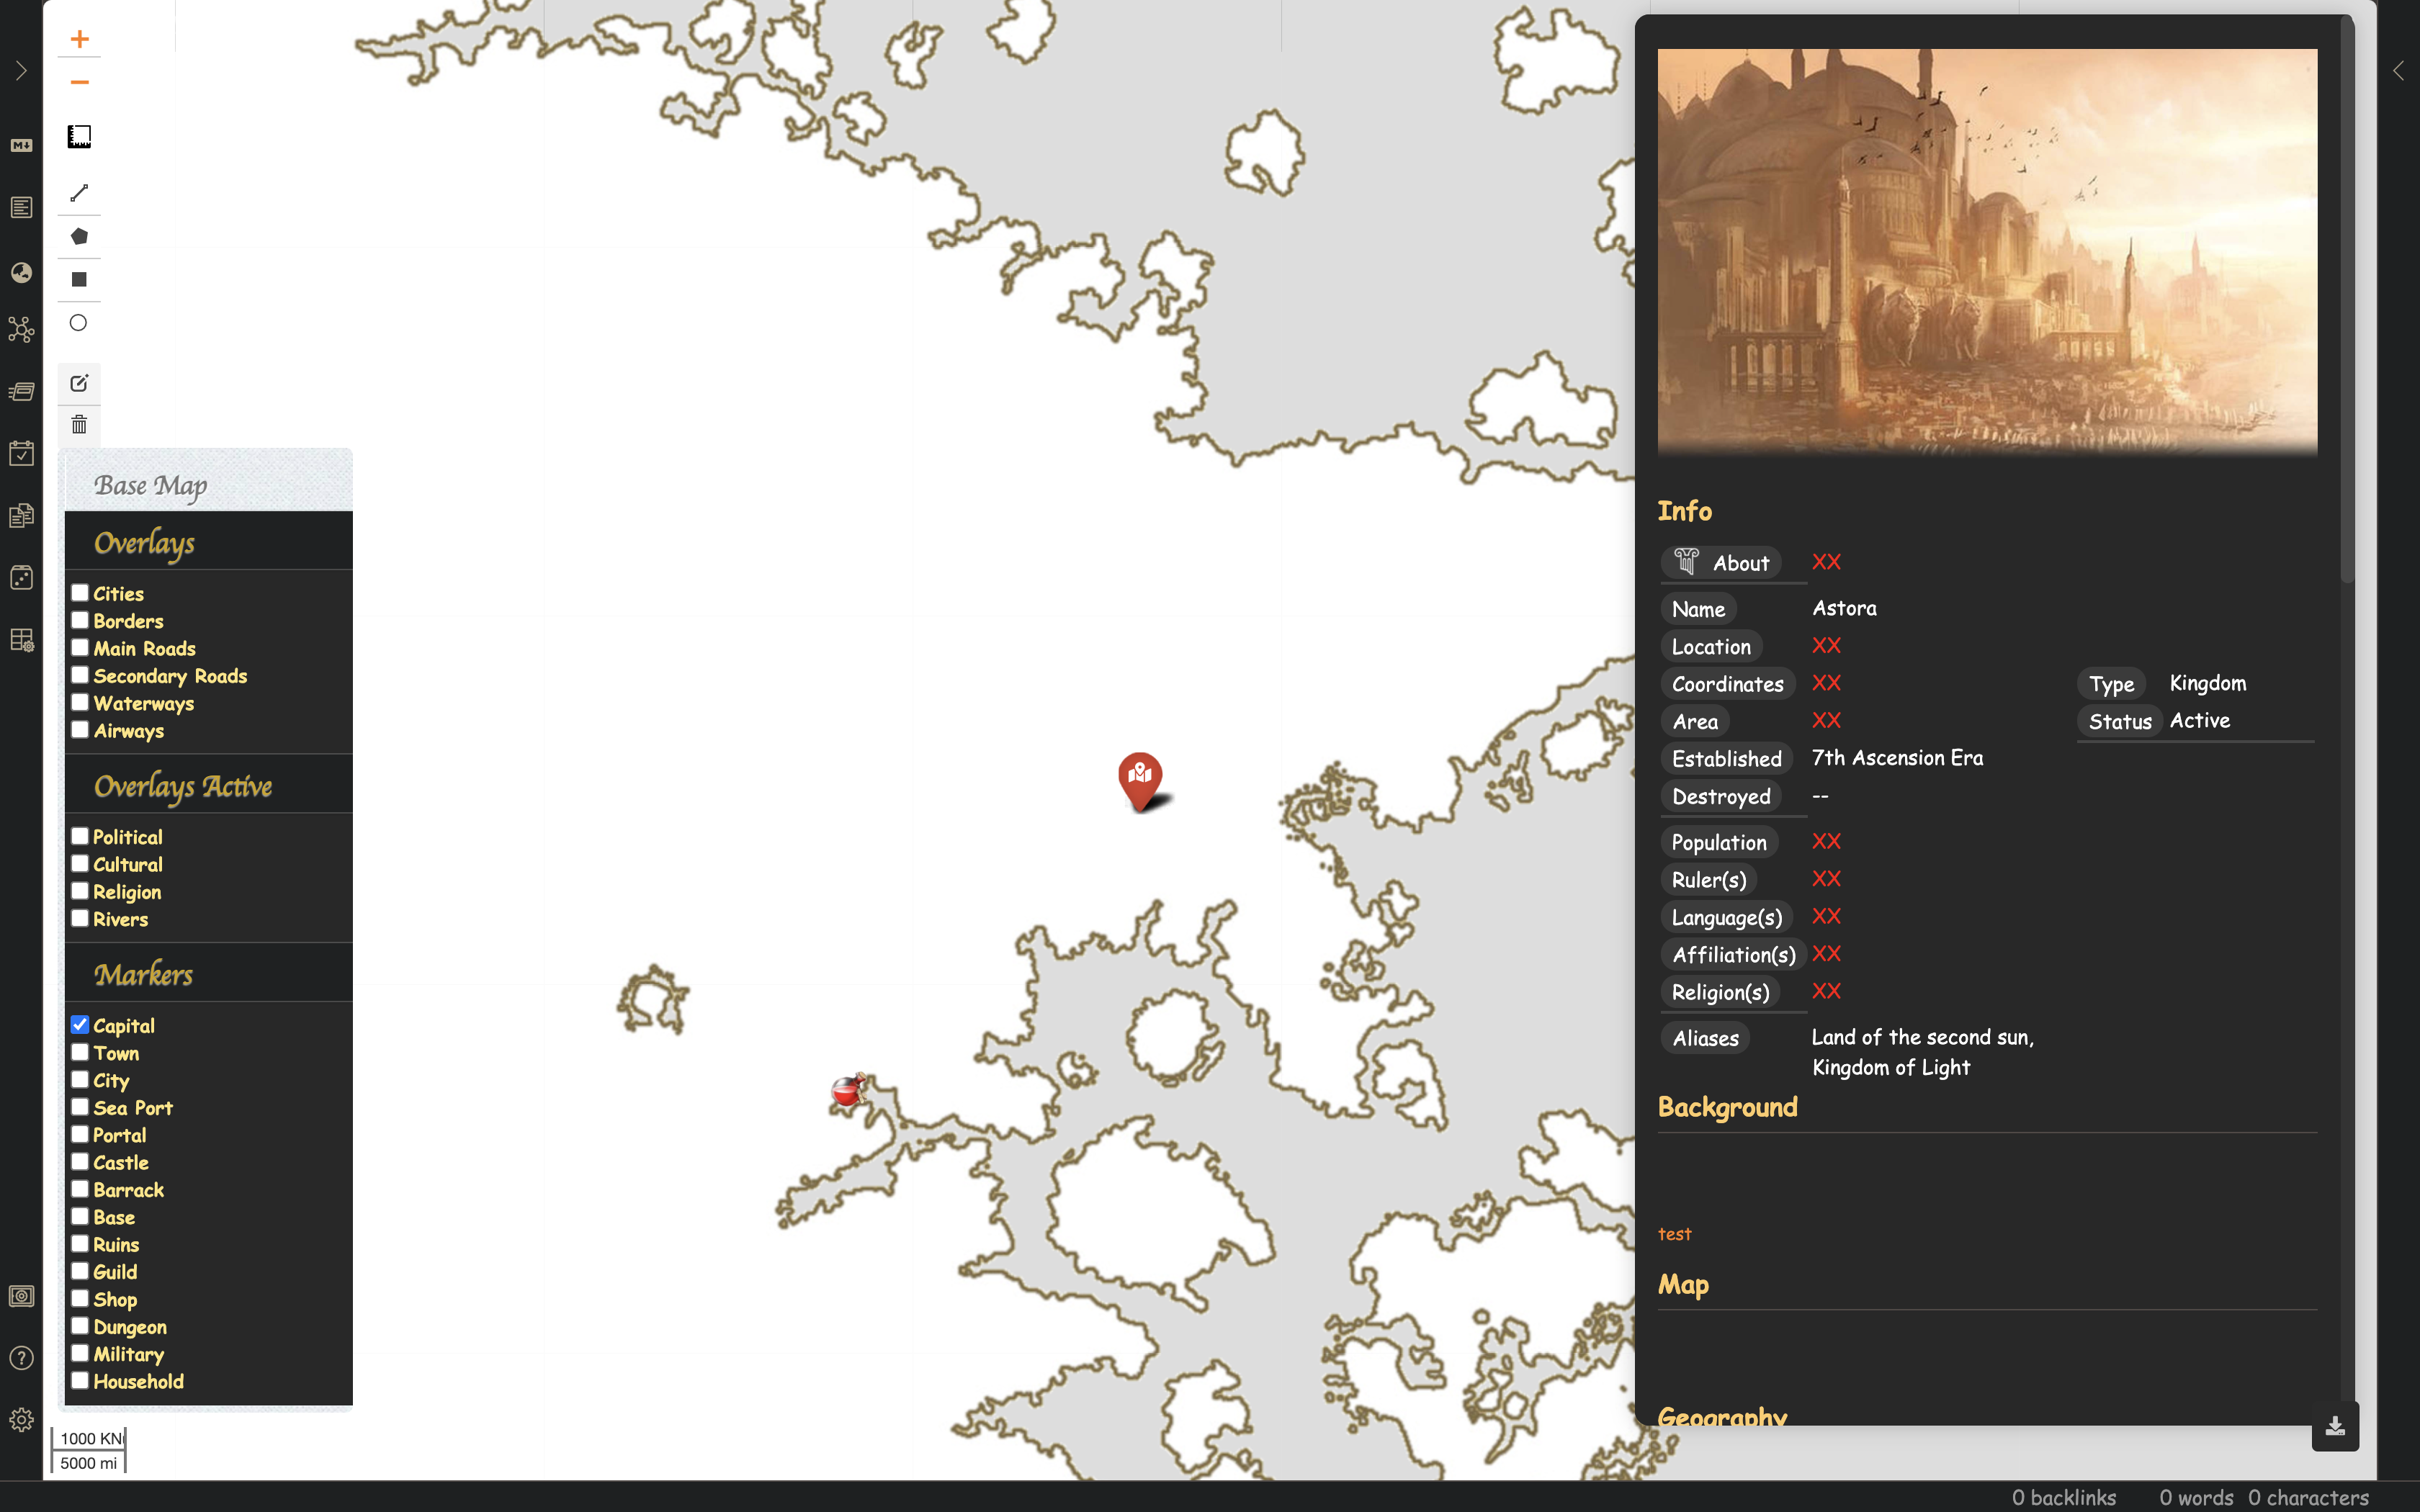 M↓
Base Map
Overlays
Cities
Borders
Main Roads
Secondary Roads
Waterways
Airways
Overlays Active
Political
Cultural
Religion
Rivers
Markers
Capital
Town
City
Sea Port
Portal
Castle
Barrack
Base
Ruins
Guild
Shop
Dungeon
Military
Household
1000 KN
5000 mi
Info
About XX
Name Astora
Location XX
Coordinates XX
Type Kingdom
Area XX
Status Active
Established 7th Ascension Era
Destroyed --
Population XX
Ruler(s) XX
Language(s) XX
Affiliation(s) XX
Religion(s) XX
Aliases Land of the second sun,
Kingdom of Light
Background
test
Map
Geography
0 backlinks 0 words 0 characters